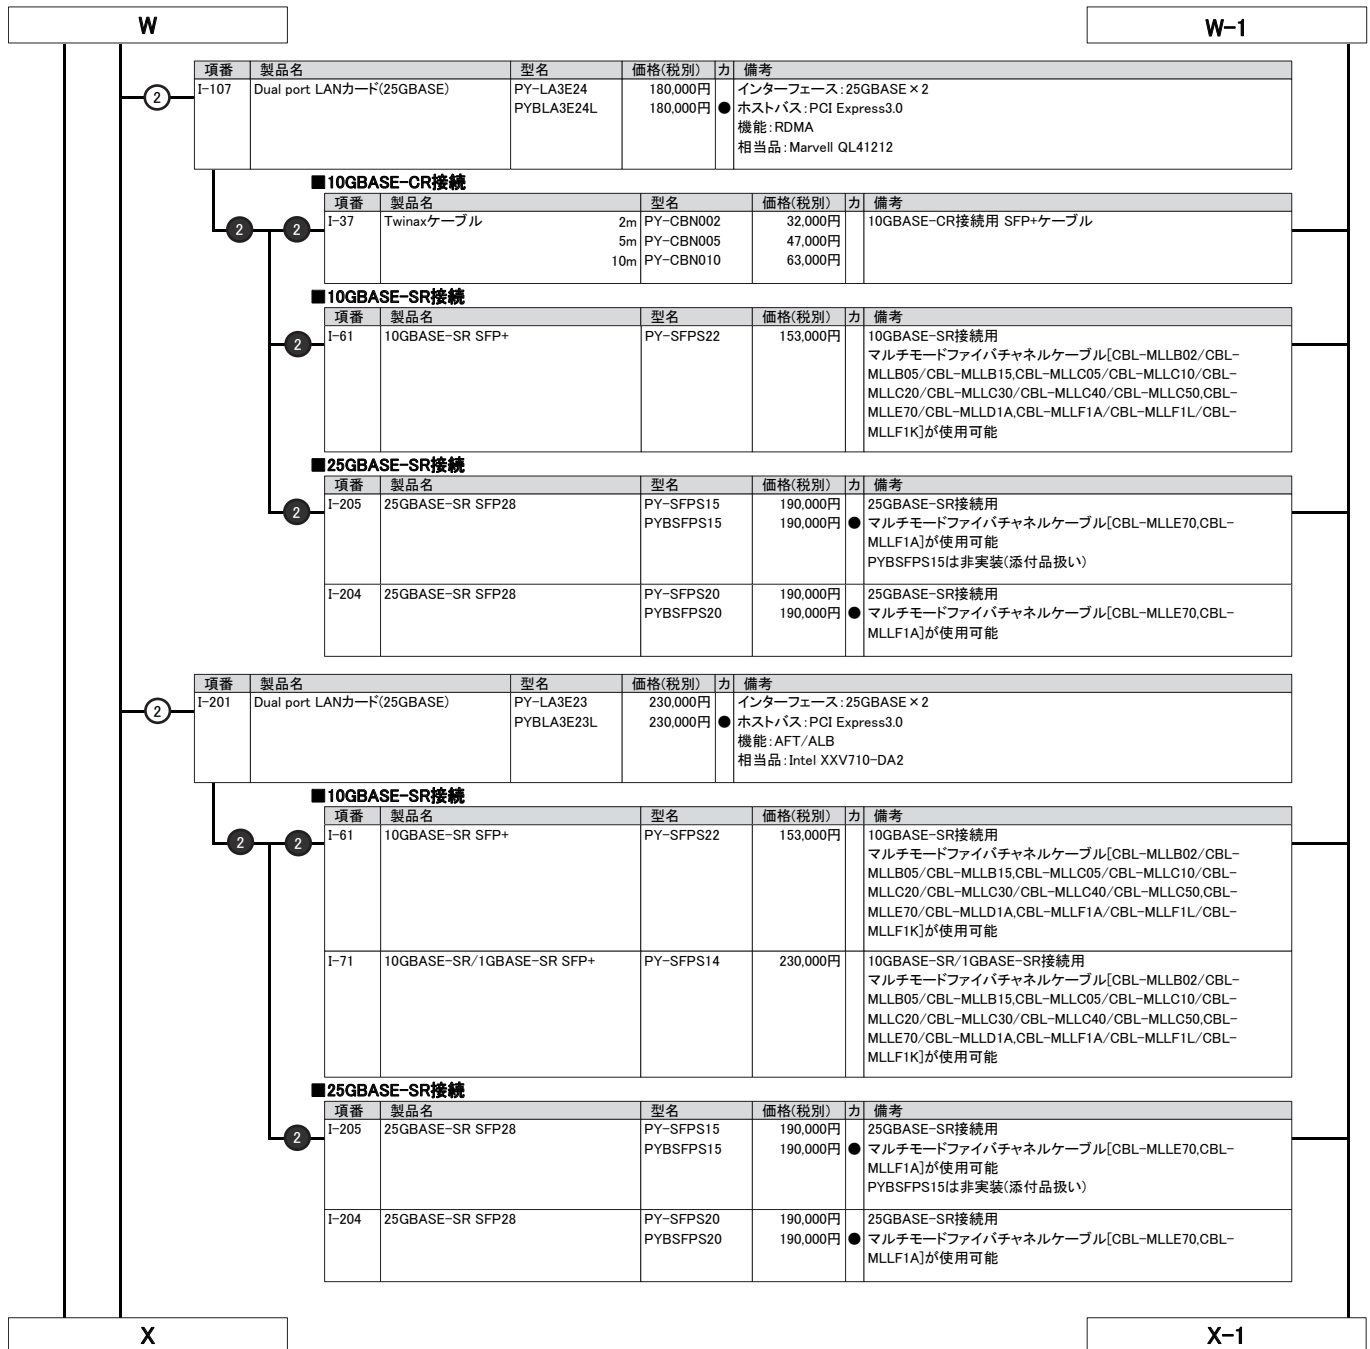 W W-1
項番 製品名 型名 価格(税別) カ 備考
2 I-107 Dual port LANカード(25GBASE) PY-LA3E24 180,000円 インターフェース:25GBASE×2
PYBLA3E24L 180,000円 ● ホストバス:PCI Express3.0
機能:RDMA
相当品:Marvell QL41212
■10GBASE-CR接続
項番 製品名 型名 価格(税別) カ 備考
2 2 I-37 Twinaxケーブル 2m PY-CBN002 32,000円 10GBASE-CR接続用 SFP+ケーブル
5m PY-CBN005 47,000円
10m PY-CBN010 63,000円
■10GBASE-SR接続
項番 製品名 型名 価格(税別) カ 備考
2 I-61 10GBASE-SR SFP+ PY-SFPS22 153,000円 10GBASE-SR接続用
マルチモードファイバチャネルケーブル[CBL-MLLB02/CBL-
MLLB05/CBL-MLLB15,CBL-MLLC05/CBL-MLLC10/CBL-
MLLC20/CBL-MLLC30/CBL-MLLC40/CBL-MLLC50,CBL-
MLLE70/CBL-MLLD1A,CBL-MLLF1A/CBL-MLLF1L/CBL-
MLLF1K]が使用可能
■25GBASE-SR接続
項番 製品名 型名 価格(税別) カ 備考
2 I-205 25GBASE-SR SFP28 PY-SFPS15 190,000円 25GBASE-SR接続用
PYBSFPS15 190,000円 ● マルチモードファイバチャネルケーブル[CBL-MLLE70,CBL-
MLLF1A]が使用可能
PYBSFPS15は非実装(添付品扱い)
I-204 25GBASE-SR SFP28 PY-SFPS20 190,000円 25GBASE-SR接続用
PYBSFPS20 190,000円 ● マルチモードファイバチャネルケーブル[CBL-MLLE70,CBL-
MLLF1A]が使用可能
項番 製品名 型名 価格(税別) カ 備考
2 I-201 Dual port LANカード(25GBASE) PY-LA3E23 230,000円 インターフェース:25GBASE×2
PYBLA3E23L 230,000円 ● ホストバス:PCI Express3.0
機能:AFT/ALB
相当品:Intel XXV710-DA2
■10GBASE-SR接続
項番 製品名 型名 価格(税別) カ 備考
2 2 I-61 10GBASE-SR SFP+ PY-SFPS22 153,000円 10GBASE-SR接続用
マルチモードファイバチャネルケーブル[CBL-MLLB02/CBL-
MLLB05/CBL-MLLB15,CBL-MLLC05/CBL-MLLC10/CBL-
MLLC20/CBL-MLLC30/CBL-MLLC40/CBL-MLLC50,CBL-
MLLE70/CBL-MLLD1A,CBL-MLLF1A/CBL-MLLF1L/CBL-
MLLF1K]が使用可能
I-71 10GBASE-SR/1GBASE-SR SFP+ PY-SFPS14 230,000円 10GBASE-SR/1GBASE-SR接続用
マルチモードファイバチャネルケーブル[CBL-MLLB02/CBL-
MLLB05/CBL-MLLB15,CBL-MLLC05/CBL-MLLC10/CBL-
MLLC20/CBL-MLLC30/CBL-MLLC40/CBL-MLLC50,CBL-
MLLE70/CBL-MLLD1A,CBL-MLLF1A/CBL-MLLF1L/CBL-
MLLF1K]が使用可能
■25GBASE-SR接続
項番 製品名 型名 価格(税別) カ 備考
2 I-205 25GBASE-SR SFP28 PY-SFPS15 190,000円 25GBASE-SR接続用
PYBSFPS15 190,000円 ● マルチモードファイバチャネルケーブル[CBL-MLLE70,CBL-
MLLF1A]が使用可能
PYBSFPS15は非実装(添付品扱い)
I-204 25GBASE-SR SFP28 PY-SFPS20 190,000円 25GBASE-SR接続用
PYBSFPS20 190,000円 ● マルチモードファイバチャネルケーブル[CBL-MLLE70,CBL-
MLLF1A]が使用可能
X X-1